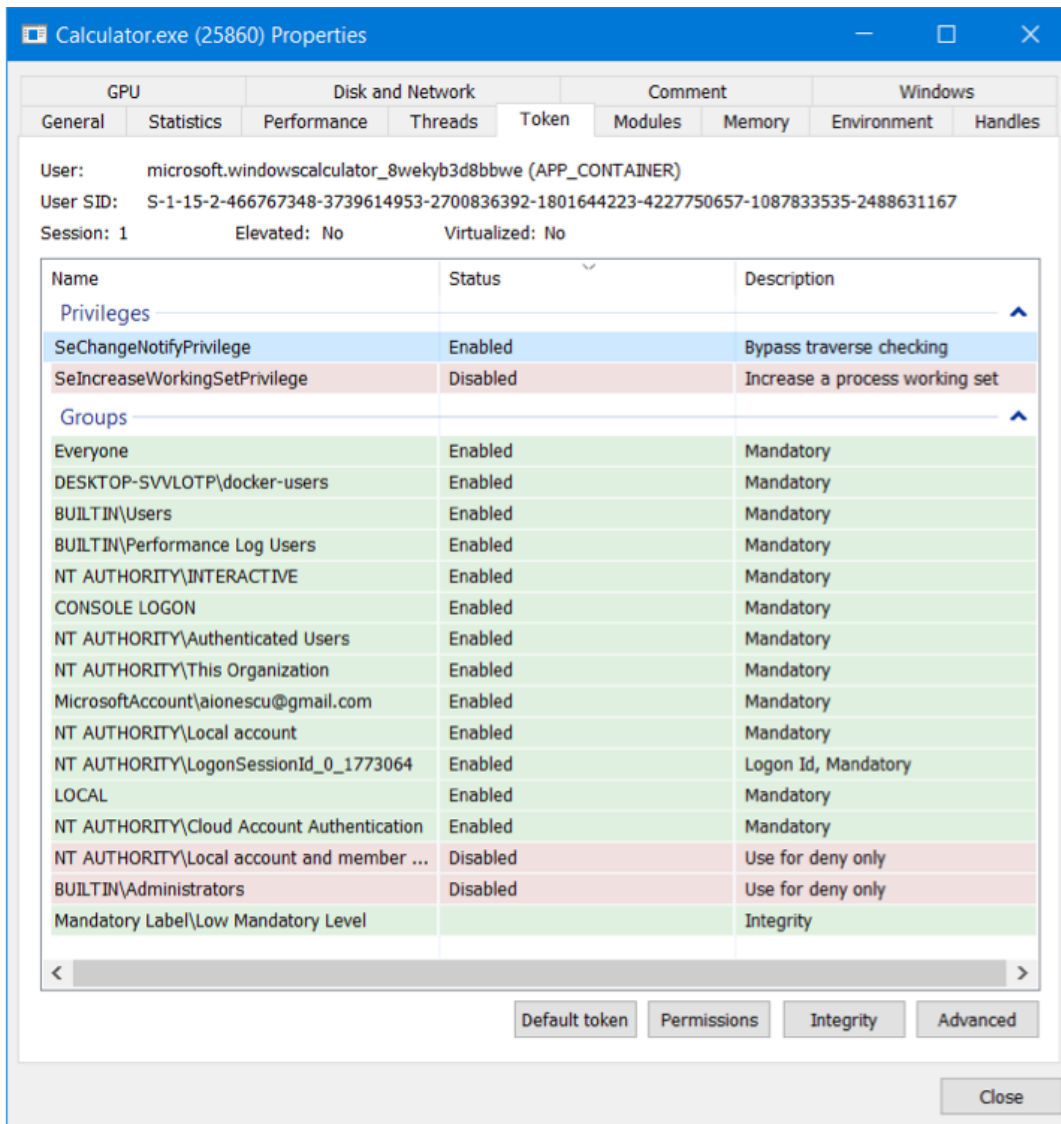 Calculator.exe (25860) Properties
GPU Disk and Network Comment Windows
General Statistics Performance Threads Token Modules Memory Environment Handles
User: microsoft.windowscalculator_8wekyb3d8bbwe (APP_CONTAINER)
User SID: S-1-15-2-466767348-3739614953-2700836392-1801644223-4227750657-1087833535-2488631167
Session: 1 Elevated: No Virtualized: No
Name Status Description
Privileges
SeChangeNotifyPrivilege Enabled Bypass traverse checking
SeIncreaseWorkingSetPrivilege Disabled Increase a process working set
Groups
Everyone Enabled Mandatory
DESKTOP-SVVLOTP\docker-users Enabled Mandatory
BUILTIN\Users Enabled Mandatory
BUILTIN\Performance Log Users Enabled Mandatory
NT AUTHORITY\INTERACTIVE Enabled Mandatory
CONSOLE LOGON Enabled Mandatory
NT AUTHORITY\Authenticated Users Enabled Mandatory
NT AUTHORITY\This Organization Enabled Mandatory
MicrosoftAccount\aionescu@gmail.com Enabled Mandatory
NT AUTHORITY\Local account Enabled Mandatory
NT AUTHORITY\LogonSessionId_0_1773064 Enabled Logon Id, Mandatory
LOCAL Enabled Mandatory
NT AUTHORITY\Cloud Account Authentication Enabled Mandatory
NT AUTHORITY\Local account and member ... Disabled Use for deny only
BUILTIN\Administrators Disabled Use for deny only
Mandatory Label\Low Mandatory Level Integrity
Default token Permissions Integrity Advanced
Close